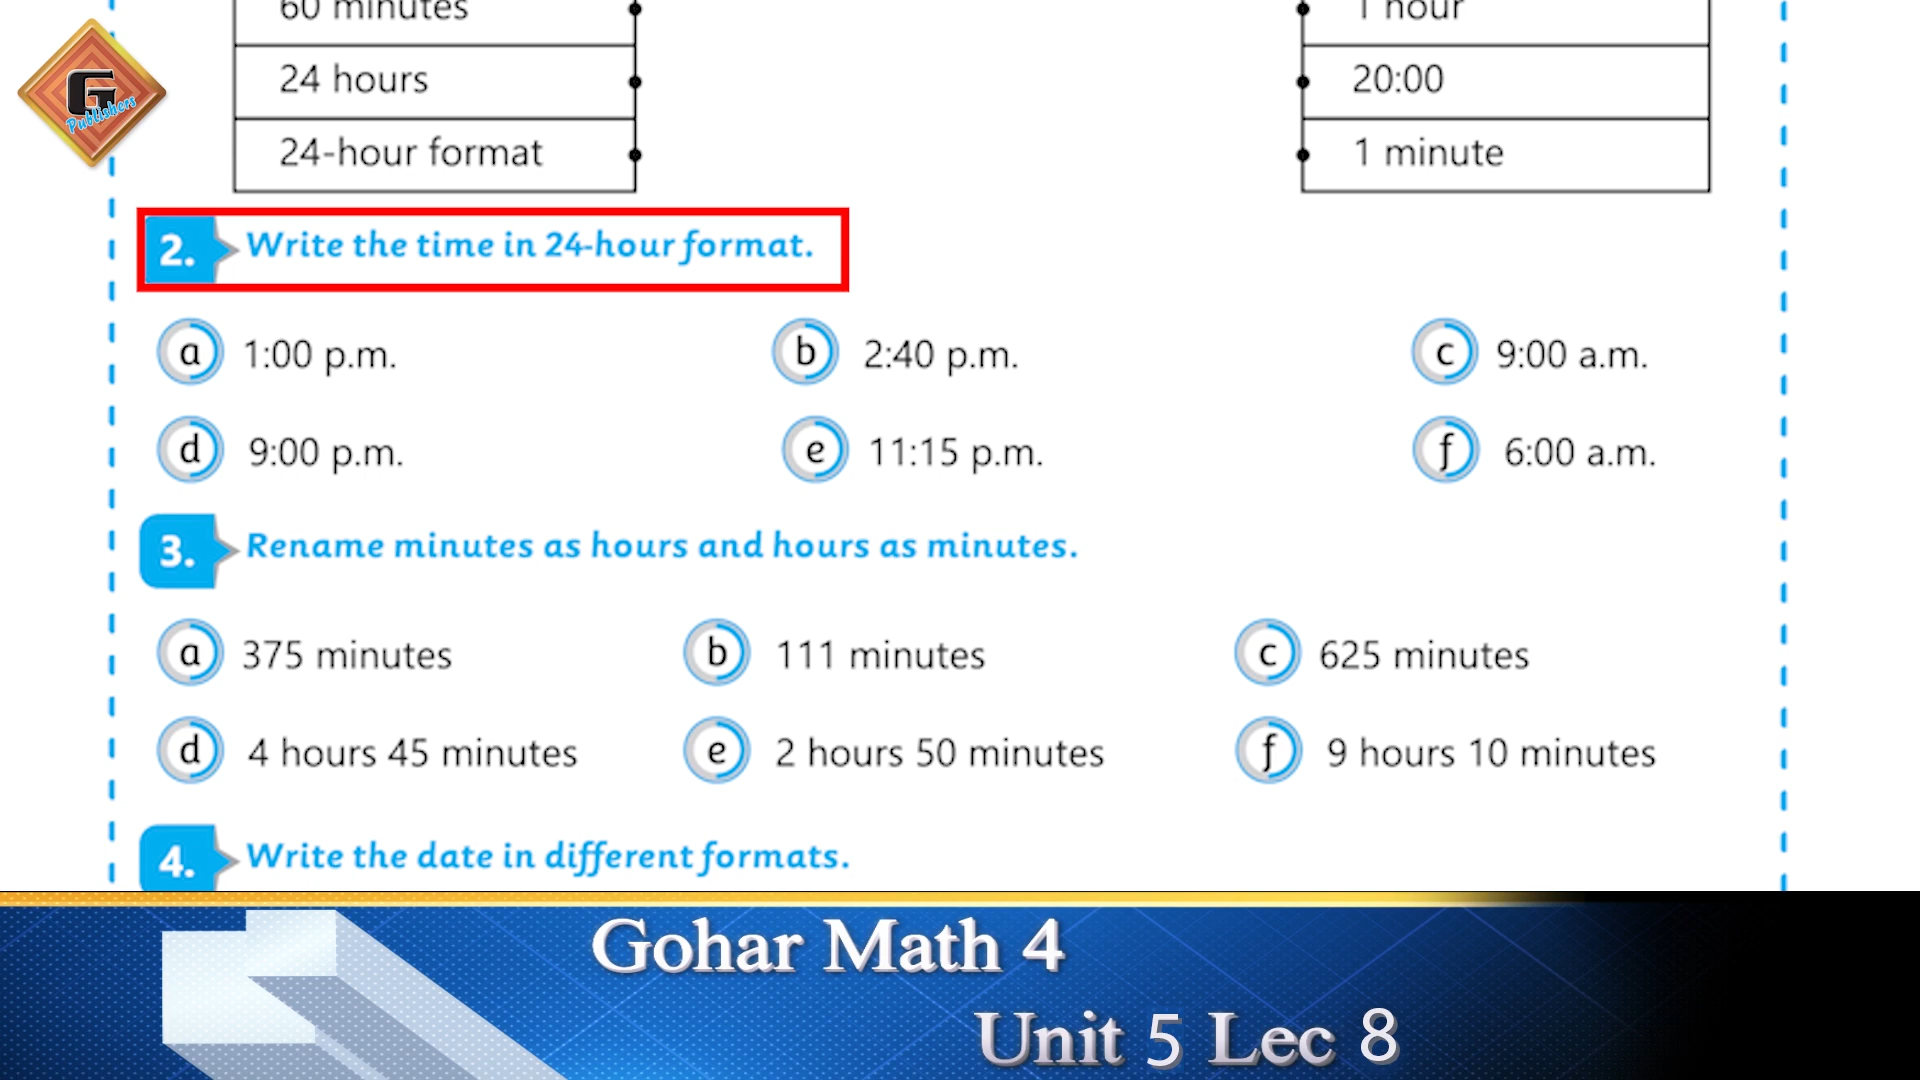 60 minutes 1 hour
24 hours 20:00
24-hour format 1 minute
G
Publishers
2. Write the time in 24-hour format.
a 1:00 p.m. b 2:40 p.m. c 9:00 a.m.
d 9:00 p.m. e 11:15 p.m. f 6:00 a.m.
3. Rename minutes as hours and hours as minutes.
a 375 minutes b 111 minutes c 625 minutes
d 4 hours 45 minutes e 2 hours 50 minutes f 9 hours 10 minutes
4. Write the date in different formats.
Gohar Math 4
Unit 5 Lec 8